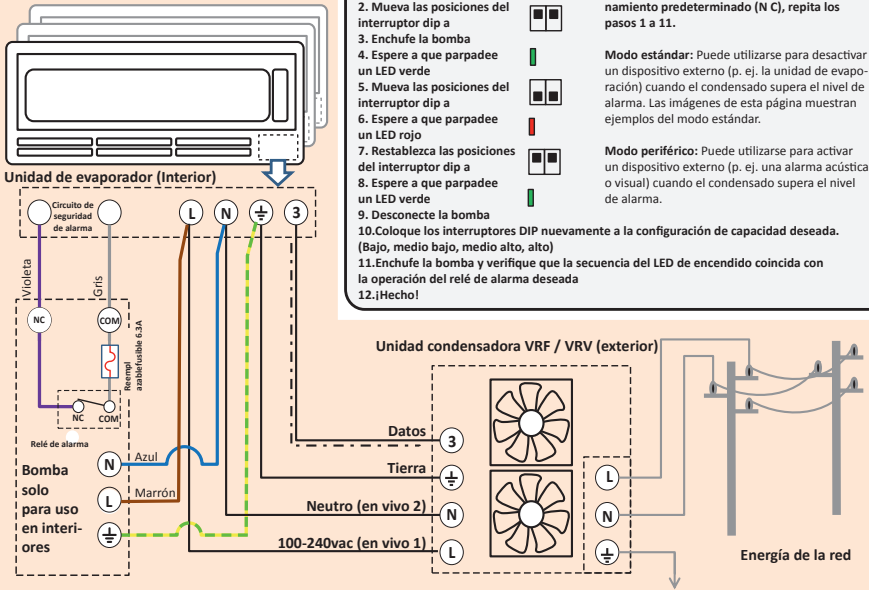 2. Mueva las posiciones del
interruptor dip a
3. Enchufe la bomba
4. Espere a que parpadee
un LED verde
5. Mueva las posiciones del
interruptor dip a
6. Espere a que parpadee
un LED rojo
7. Restablezca las posiciones
del interruptor dip a
8. Espere a que parpadee
un LED verde
9. Desconecte la bomba
10.Coloque los interruptores DIP nuevamente a la configuración de capacidad deseada.
(Bajo, medio bajo, medio alto, alto)
11.Enchufe la bomba y verifique que la secuencia del LED de encendido coincida con
la operación del relé de alarma deseada
12.¡Hecho!
namiento predeterminado (N C), repita los
pasos 1 a 11.
Modo estándar: Puede utilizarse para desactivar
un dispositivo externo (p. ej. la unidad de evapo-
ración) cuando el condensado supera el nivel de
alarma. Las imágenes de esta página muestran
ejemplos del modo estándar.
Modo periférico: Puede utilizarse para activar
un dispositivo externo (p. ej. una alarma acústica
o visual) cuando el condensado supera el nivel
de alarma.
Unidad de evaporador (Interior)
Circuito de
seguridad
de alarma
L
N
3
Violeta
Gris
NC
COM
Reempl
azablefusible 6.3A
NC
COM
Relé de alarma
Bomba
solo
para uso
en interi-
ores
N
Azul
L
Marrón
Unidad condensadora VRF / VRV (exterior)
Datos
3
Tierra
Neutro (en vivo 2)
N
100-240vac (en vivo 1)
L
L
N
Energía de la red